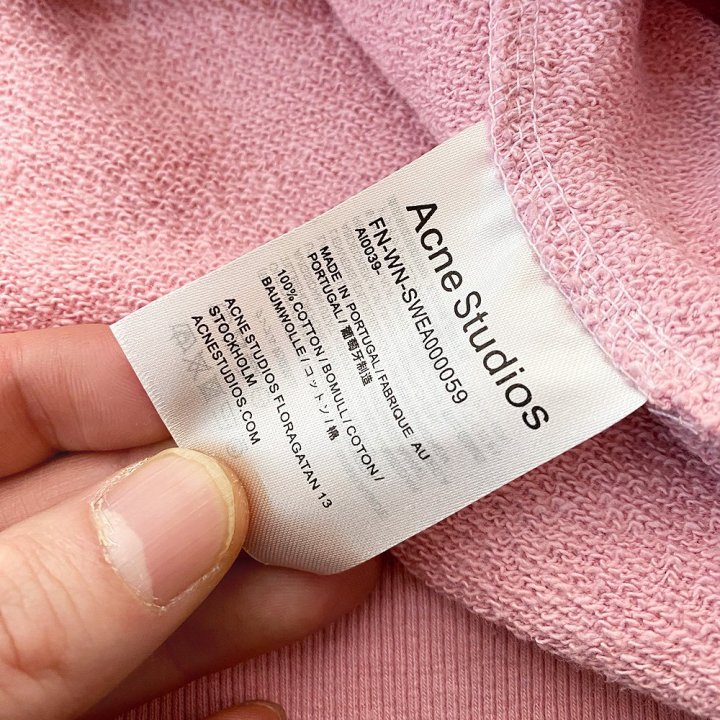 Acne Studios
FN-WN-SWEA000059
AI0039-
MADE IN PORTUGAL / FABRIQUE AU
PORTUGAL / 葡萄牙制造
100% COTTON / BOMULL / COTON /
BAUMWOLLE / コットン / 棉
ACNE STUDIOS FLORAGATAN 13
STOCKHOLM
ACNESTUDIOS.COM